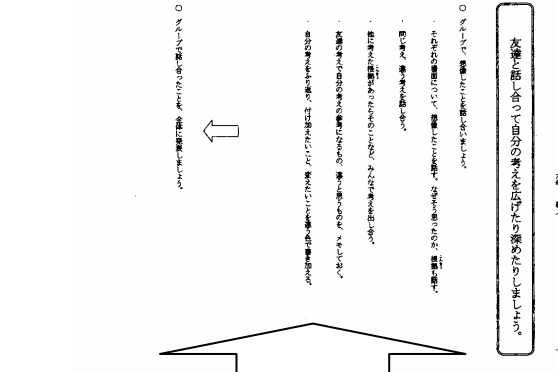 友達と話し合って自分の考えを広げたり深めたりしましょう。
○ グループで、想像したことを話し合いましょう。
・ それぞれの場面について、想像したことを話す。なぜそう思ったのか、根拠も話す。
・ 同じ考え、違う考えを話し合う。
・ 他に考えた根拠があったらそのことなど、みんなで考えを出し合う。
・ 友達の考えで自分の考えの参考になるもの、違うと思うものを、メモしておく。
・ 自分の考えをふり返り、付け加えたいこと、変えたいことを違う色で書き加える。
○ グループで話し合ったことを、全体に発表しましょう。